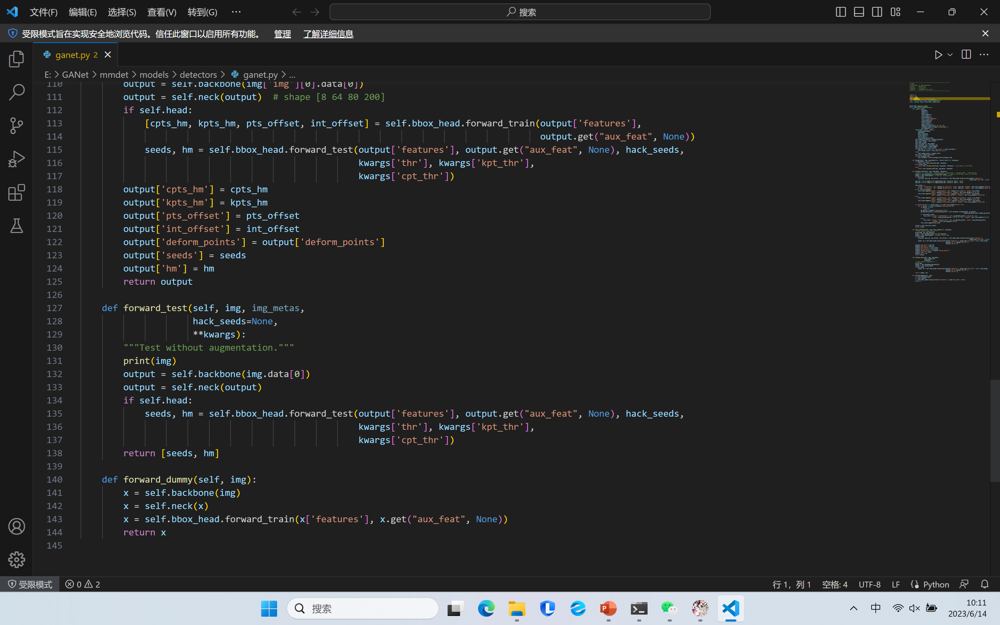 文件(F) 编辑(E) 选择(S) 查看(V) 转到(G) ··· 搜索
受限模式旨在实现安全地浏览代码。信任此窗口以启用所有功能。 管理 了解详细信息
ganet.py 2
E: > GANet > mmdet > models > detectors > ganet.py > ...
110 output = self.backbone(img['img'][0].data[0])
111 output = self.neck(output)  # shape [8 64 80 200]
112 if self.head:
113 [cpts_hm, kpts_hm, pts_offset, int_offset] = self.bbox_head.forward_train(output['features'],
114 output.get("aux_feat", None))
115 seeds, hm = self.bbox_head.forward_test(output['features'], output.get("aux_feat", None), hack_seeds,
116 kwargs['thr'], kwargs['kpt_thr'],
117 kwargs['cpt_thr'])
118 output['cpts_hm'] = cpts_hm
119 output['kpts_hm'] = kpts_hm
120 output['pts_offset'] = pts_offset
121 output['int_offset'] = int_offset
122 output['deform_points'] = output['deform_points']
123 output['seeds'] = seeds
124 output['hm'] = hm
125 return output
126
127 def forward_test(self, img, img_metas,
128 hack_seeds=None,
129 **kwargs):
130 """Test without augmentation."""
131 print(img)
132 output = self.backbone(img.data[0])
133 output = self.neck(output)
134 if self.head:
135 seeds, hm = self.bbox_head.forward_test(output['features'], output.get("aux_feat", None), hack_seeds,
136 kwargs['thr'], kwargs['kpt_thr'],
137 kwargs['cpt_thr'])
138 return [seeds, hm]
139
140 def forward_dummy(self, img):
141 x = self.backbone(img)
142 x = self.neck(x)
143 x = self.bbox_head.forward_train(x['features'], x.get("aux_feat", None))
144 return x
145
受限模式 0 2 行 1, 列 1 空格: 4 UTF-8 LF Python
搜索 中 10:11
2023/6/14